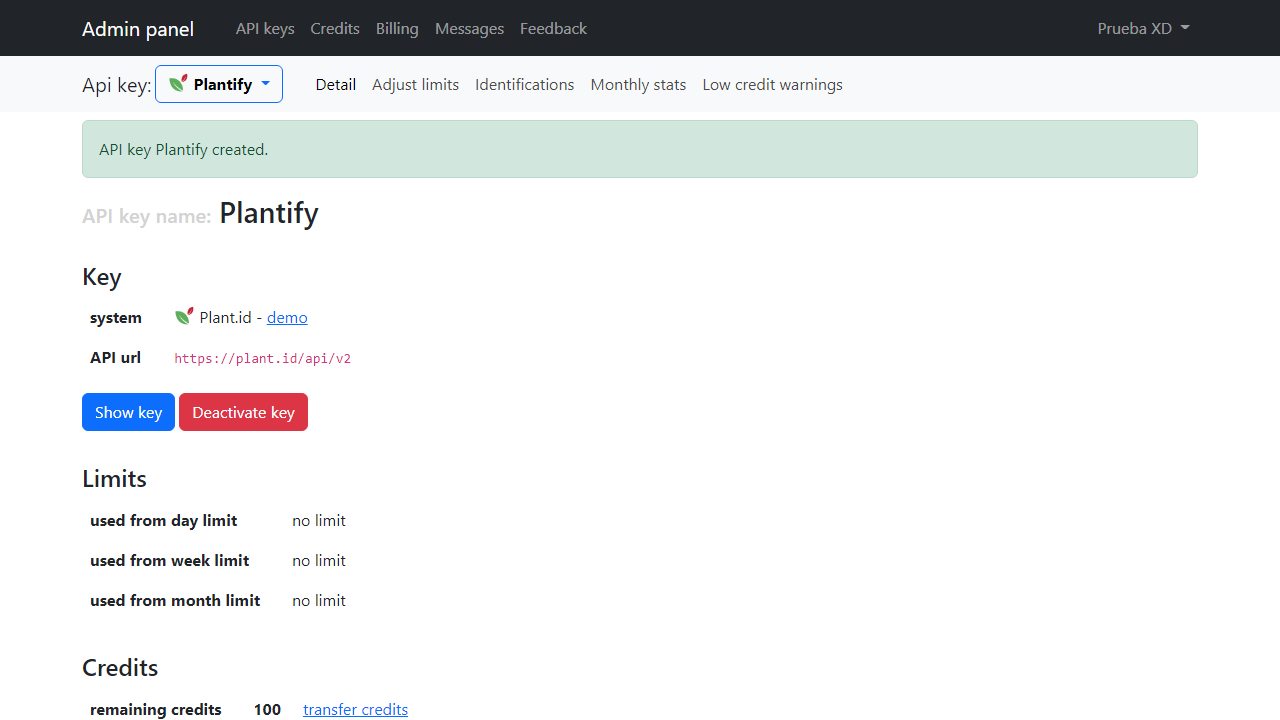 Admin panel API keys Credits Billing Messages Feedback Prueba XD
Api key: Plantify Detail Adjust limits Identifications Monthly stats Low credit warnings
API key Plantify created.
API key name: Plantify
Key
system Plant.id - demo
API url https://plant.id/api/v2
Show key Deactivate key
Limits
used from day limit no limit
used from week limit no limit
used from month limit no limit
Credits
remaining credits 100 transfer credits